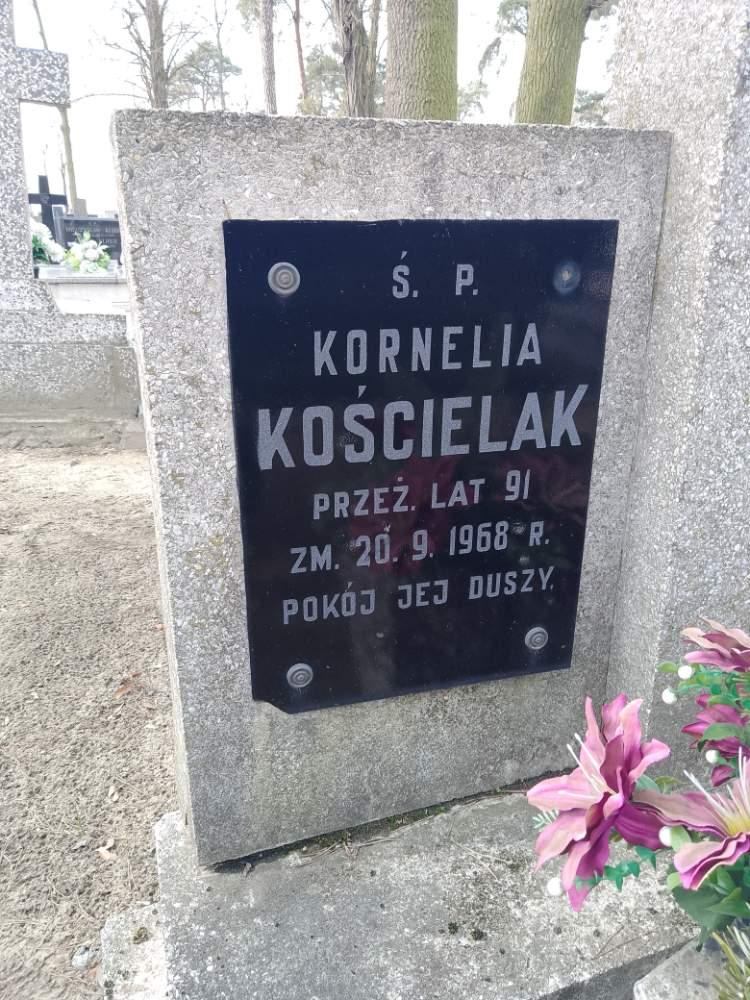 Ś. P.
KORNELIA
KOŚCIELAK
PRZEŻ. LAT 91
ZM. 20. 9. 1968 R.
POKÓJ JEJ DUSZY.